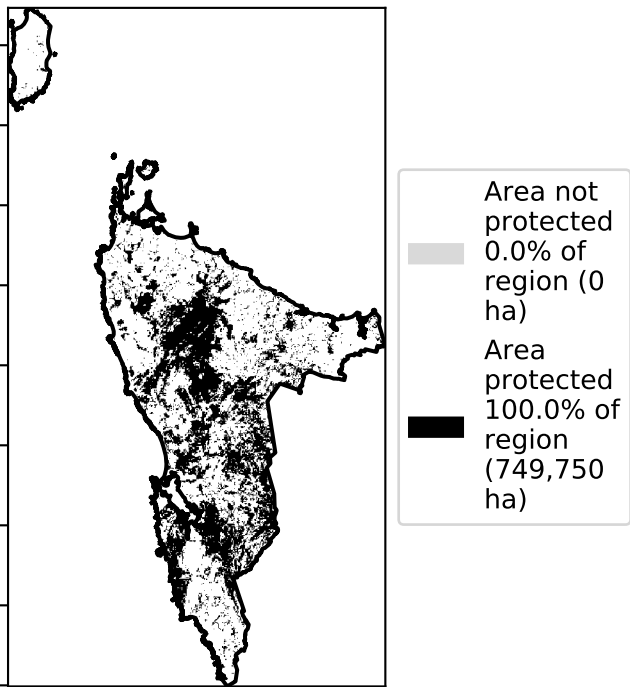 Area not
protected
0.0% of
region (0
ha)
Area
protected
100.0% of
region
(749,750
ha)